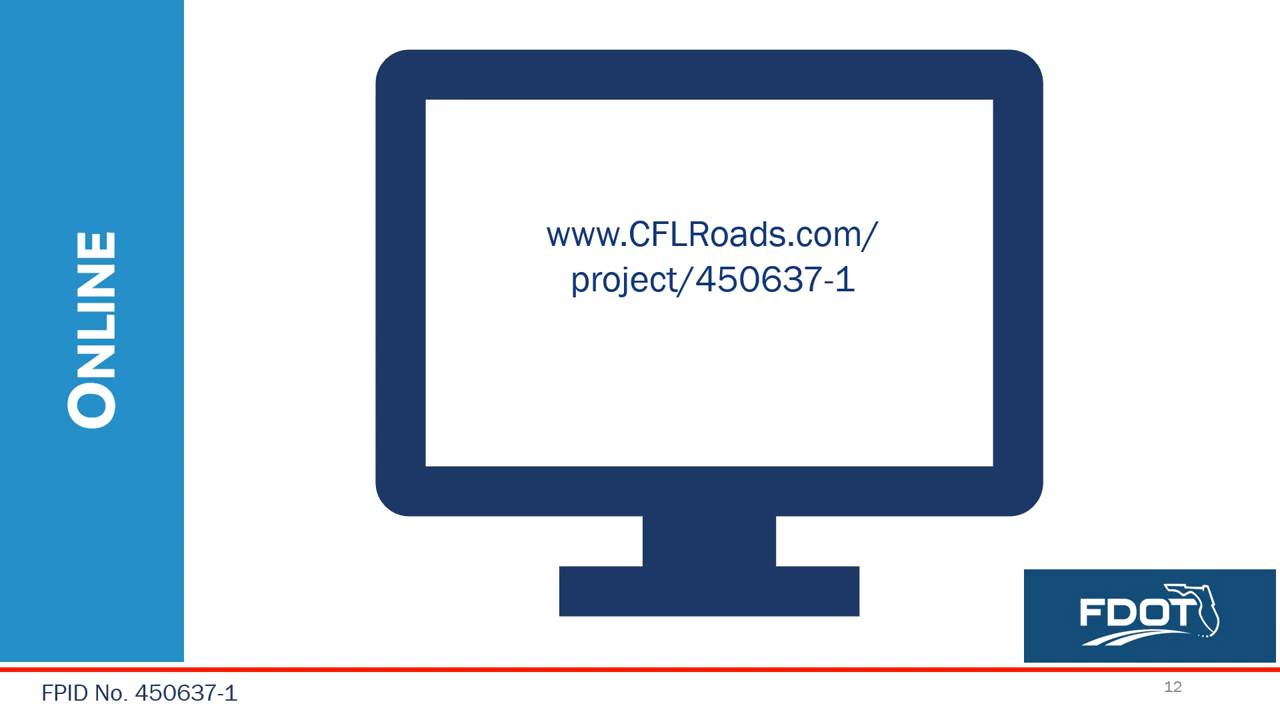 ONLINE
www.CFLRoads.com/
project/450637-1
FDOT
FPID No. 450637-1
12